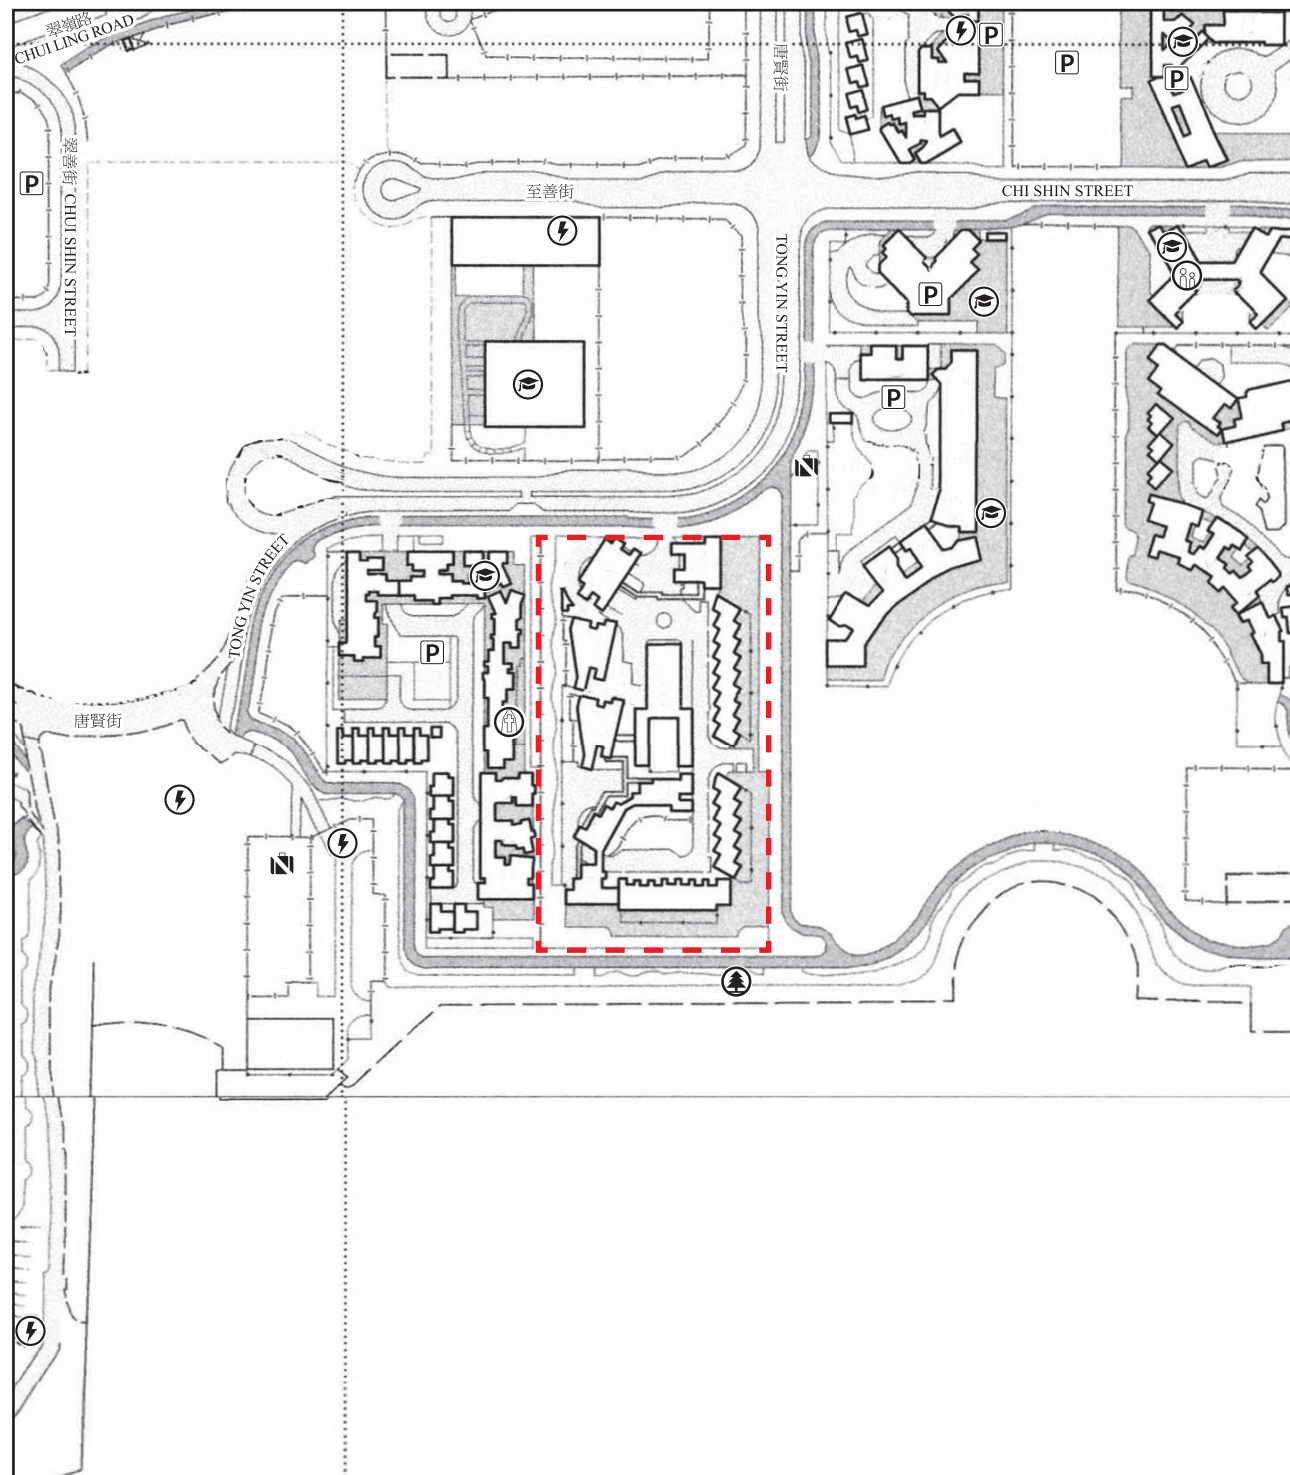 翠嶺路
CHUI LING ROAD
唐賢街
P
P
P
翠善街 CHUI SHIN STREET
P
至善街
CHI SHIN STREET
TONG YIN STREET
P
P
TONG YIN STREET
P
唐賢街